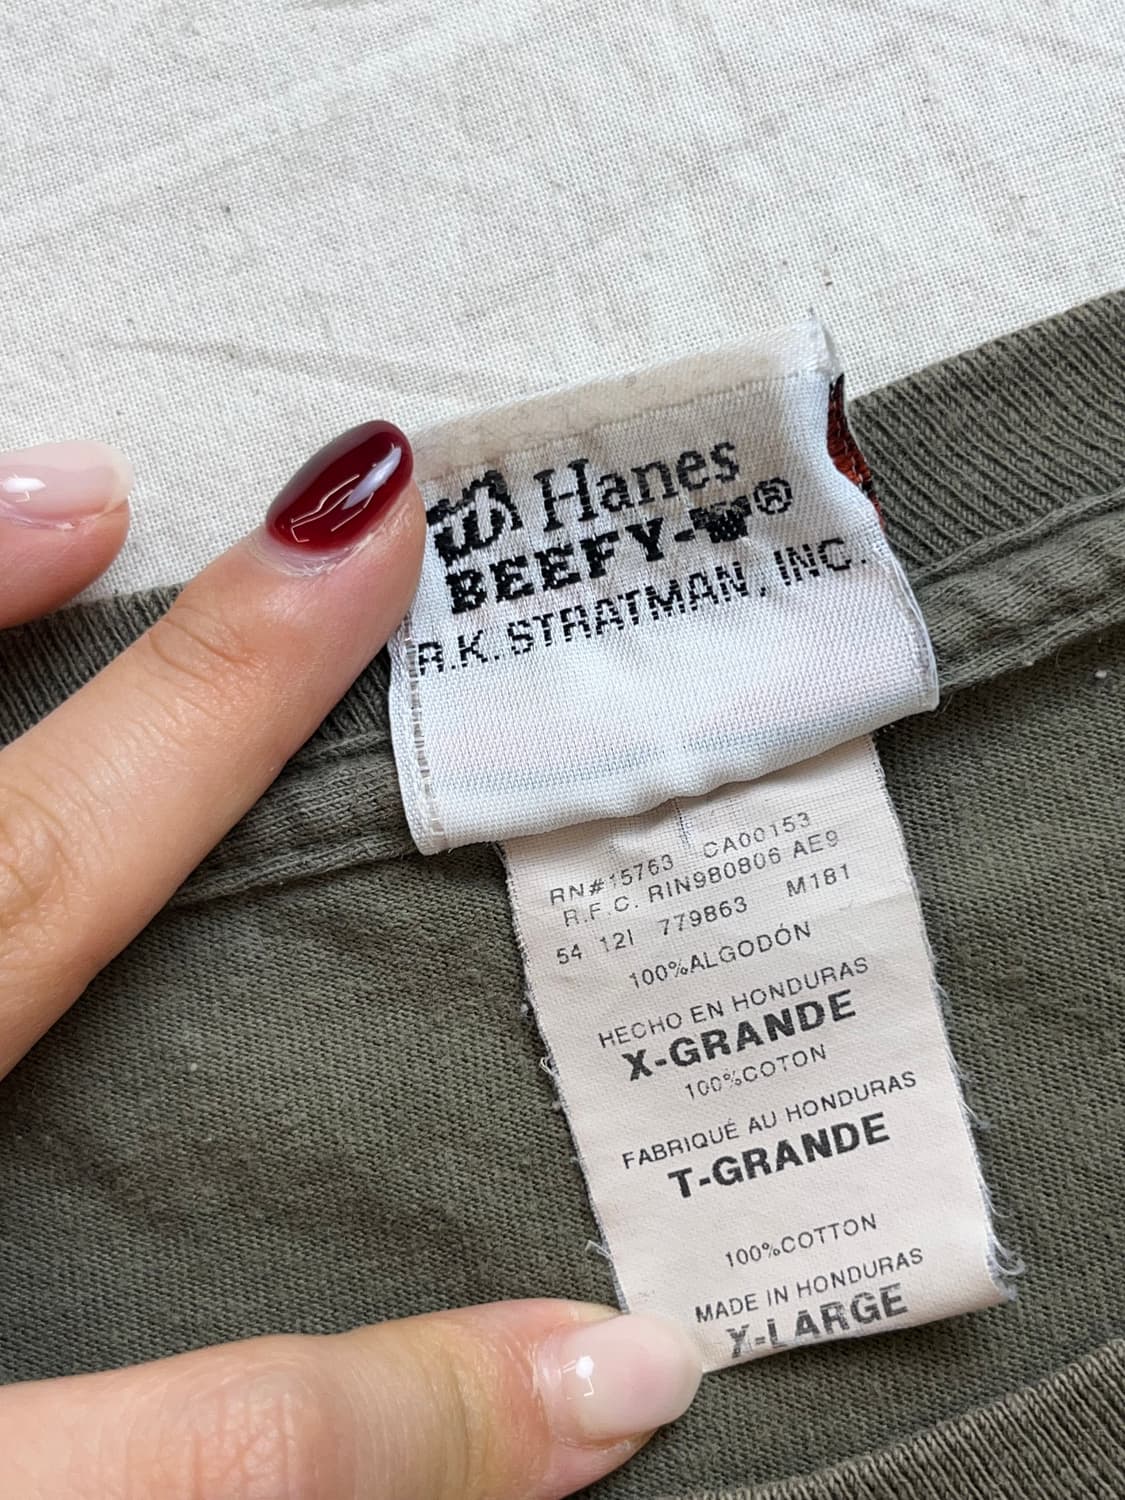 Hanes
BEEFY-T®
R.K. STRATMAN, INC.
RN#15763 CA00153
R.F.C. RIN980806 AE9
54 12I 779863 M181
100%ALGODÓN
HECHO EN HONDURAS
X-GRANDE
100%COTON
FABRIQUÉ AU HONDURAS
T-GRANDE
100%COTTON
MADE IN HONDURAS
X-LARGE